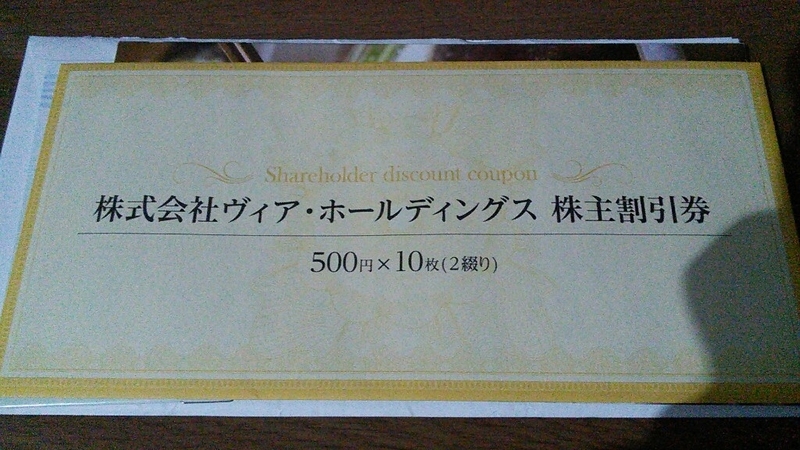 Shareholder discount coupon
株式会社ヴィア・ホールディングス 株主割引券
500円×10枚(2綴り)